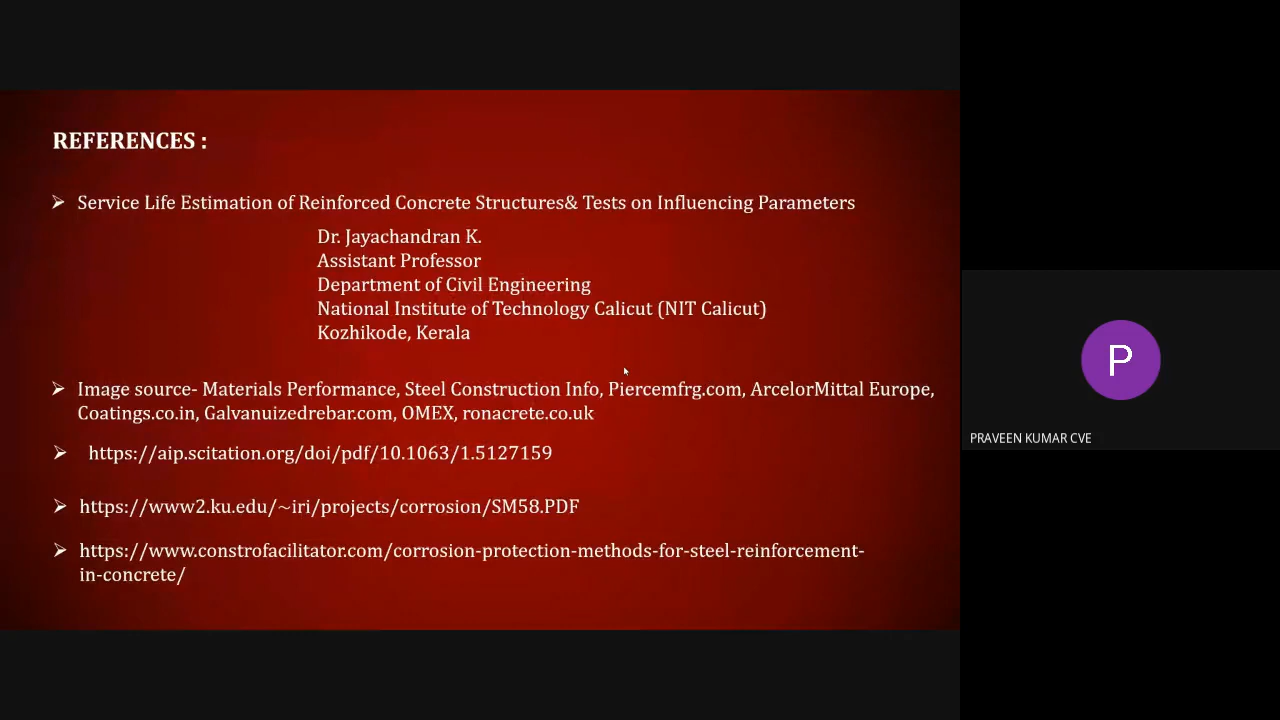 REFERENCES :
➢ Service Life Estimation of Reinforced Concrete Structures& Tests on Influencing Parameters
Dr. Jayachandran K.
Assistant Professor
Department of Civil Engineering
National Institute of Technology Calicut (NIT Calicut)
Kozhikode, Kerala
➢ Image source- Materials Performance, Steel Construction Info, Piercemfrg.com, ArcelorMittal Europe,
Coatings.co.in, Galvanuizedrebar.com, OMEX, ronacrete.co.uk
➢ https://aip.scitation.org/doi/pdf/10.1063/1.5127159
➢ https://www2.ku.edu/~iri/projects/corrosion/SM58.PDF
➢ https://www.constrofacilitator.com/corrosion-protection-methods-for-steel-reinforcement-
in-concrete/
P
PRAVEEN KUMAR CVE